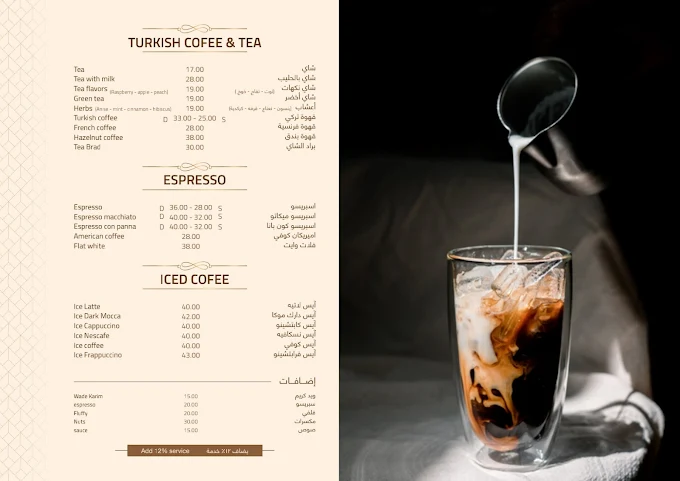 TURKISH COFEE & TEA
Tea 17.00 شاي
Tea with milk 28.00 شاي بالحليب
Tea flavors (Raspberry - apple - peach) 19.00 شاي نكهات (توت - تفاح - خوخ)
Green tea 19.00 شاي أخضر
Herbs (Anise - mint - cinnamon - hibiscus) 19.00 أعشاب
Turkish coffee D 33.00 - 25.00 S قهوة تركي
French coffee 28.00 قهوة فرنسية
Hazelnut coffee 38.00 قهوة بندق
Tea Brad 30.00 براد الشاي
ESPRESSO
Espresso D 36.00 - 28.00 S اسبريسو
Espresso macchiato D 40.00 - 32.00 S اسبريسو ميكاتو
Espresso con panna D 40.00 - 32.00 S اسبريسو كون بانا
American coffee 28.00 امیریکان كوفي
Flat white 38.00 فلات وايت
ICED COFEE
Ice Latte 40.00 آيس لاتيه
Ice Dark Mocca 42.00 آيس دارك موكا
Ice Cappuccino 40.00 آيس كابتشينو
Ice Nescafe 40.00 آيس نسكافيه
Ice coffee 40.00 آيس كوفي
Ice Frappuccino 43.00 آيس فرابتشينو
إضــافــات
Wade Karim 15.00 ويد كريم
espresso 20.00 سبريسو
Fluffy 20.00 فلفي
Nuts 30.00 مكسرات
sauce 15.00 صوص
Add 12% service يضاف ١٢٪ خدمة